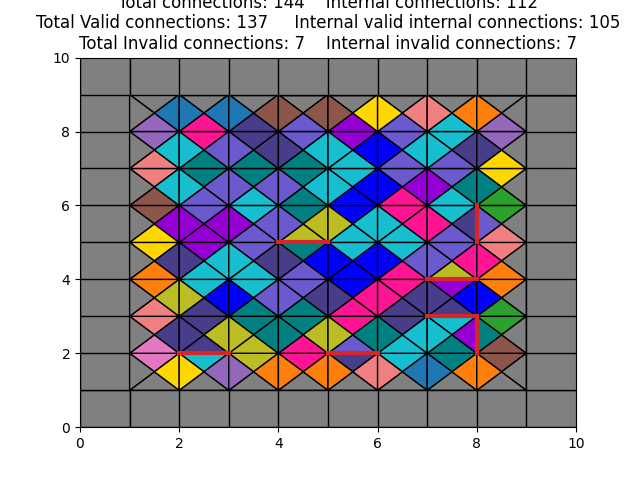 Total connections: 144    Internal connections: 112
Total Valid connections: 137    Internal valid internal connections: 105
Total Invalid connections: 7    Internal invalid connections: 7
10
8
6
4
2
0
0 2 4 6 8 10